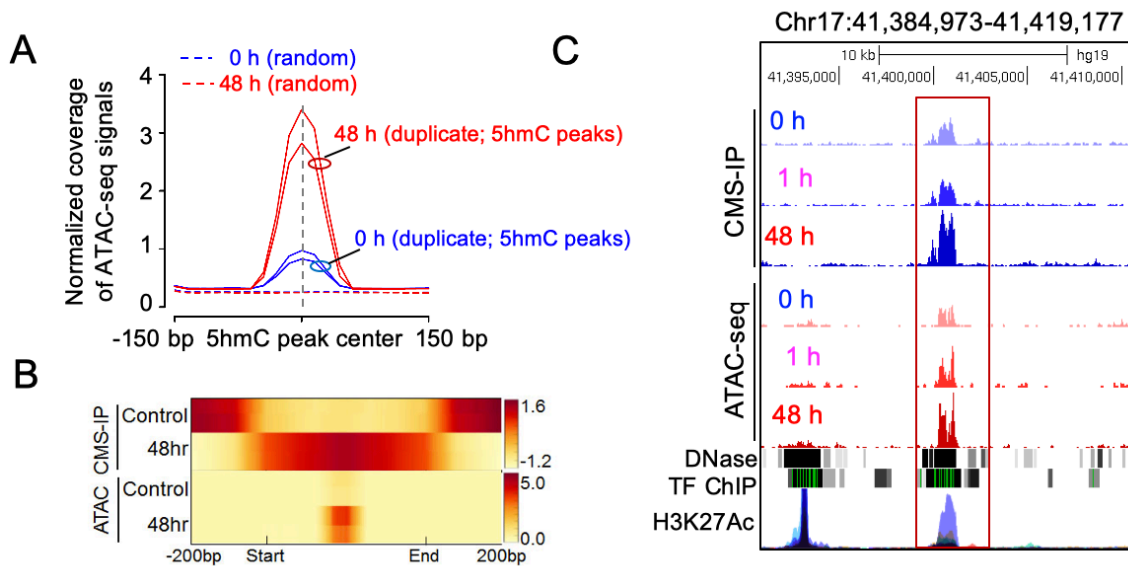 A
0 h (random)
48 h (random)
Normalized coverage
of ATAC-seq signals
4
3
2
1
0
48 h (duplicate; 5hmC peaks)
0 h (duplicate; 5hmC peaks)
-150 bp 5hmC peak center 150 bp
B
CMS-IP
Control
48hr
1.6
-1.2
ATAC
Control
48hr
5.0
0.0
-200bp Start End 200bp
C
Chr17:41,384,973-41,419,177
10 kb hg19
41,395,000 41,400,000 41,405,000 41,410,000
CMS-IP
0 h
1 h
48 h
ATAC-seq
0 h
1 h
48 h
DNase
TF ChIP
H3K27Ac